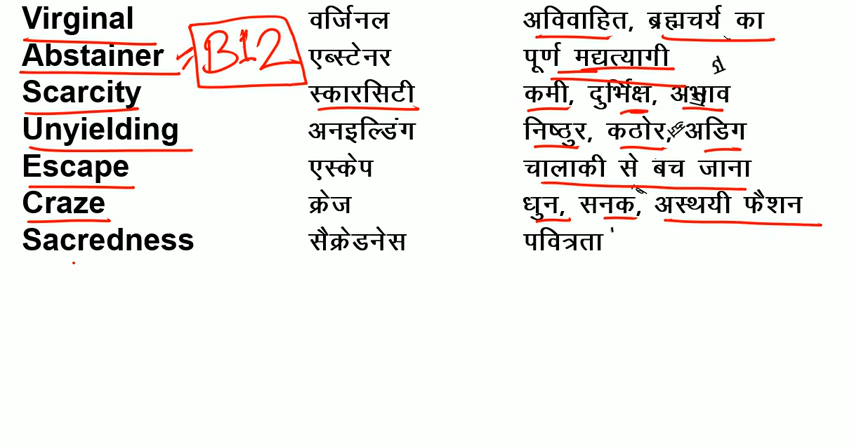 Virginal वर्जिनल अविवाहित, ब्रह्मचर्य का
Abstainer B12 एब्स्टेनर पूर्ण मद्यत्यागी
Scarcity स्कारसिटी कमी, दुर्भिक्ष, अभाव
Unyielding अनइल्डिंग निष्ठुर, कठोर, अडिग
Escape एस्केप चालाकी से बच जाना
Craze क्रेज धुन, सनक, अस्थयी फैशन
Sacredness सैक्रेडनेस पवित्रता